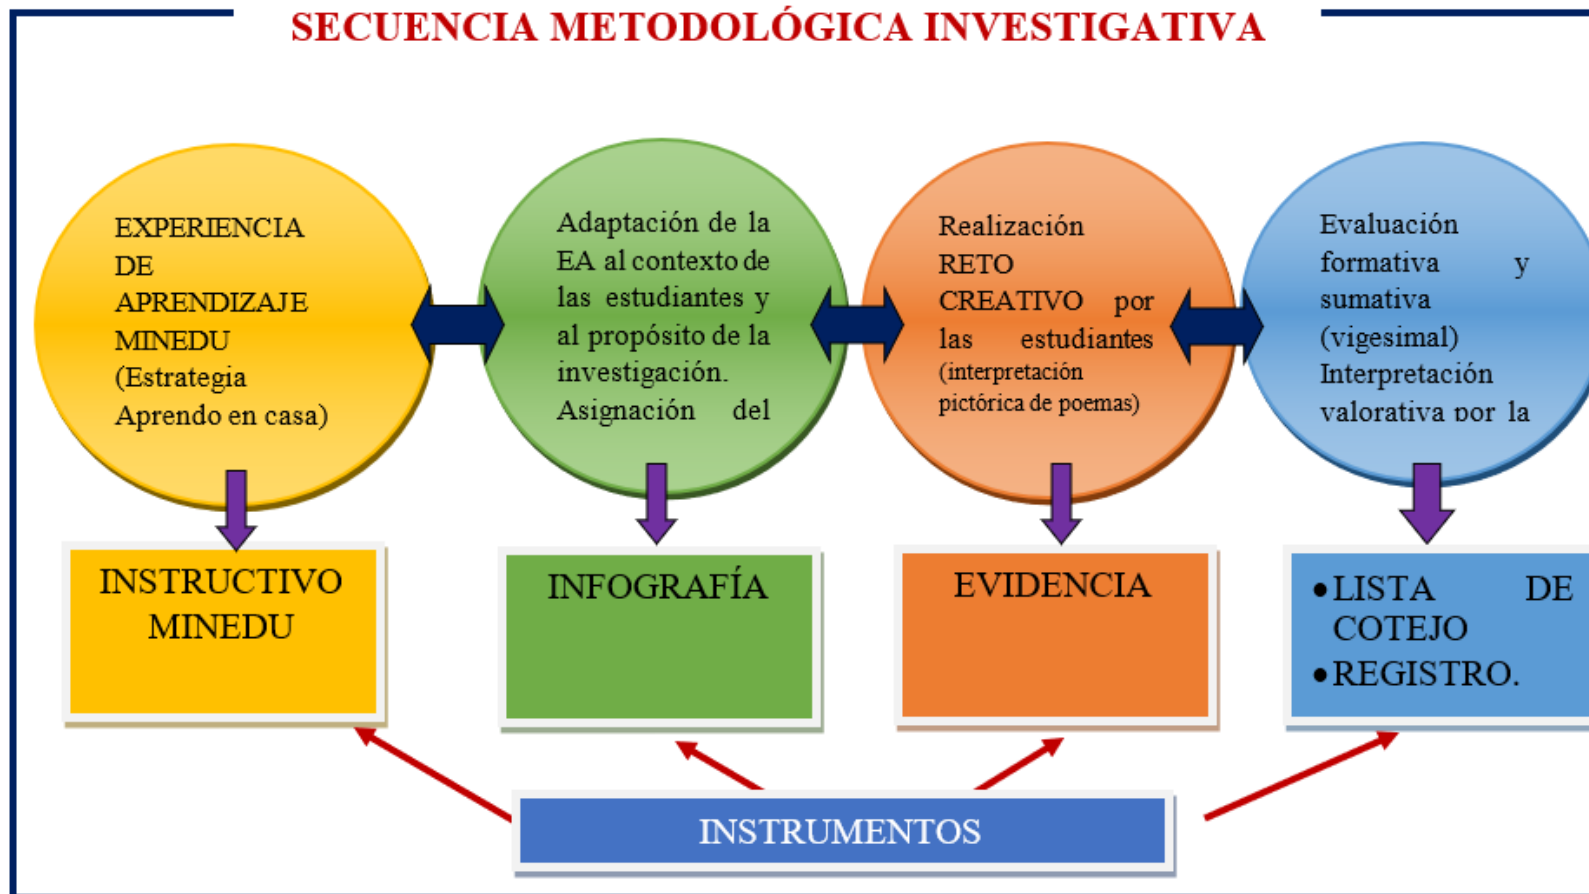 SECUENCIA METODOLÓGICA INVESTIGATIVA
EXPERIENCIA
DE
APRENDIZAJE
MINEDU
(Estrategia
Aprendo en casa)
Adaptación de la
EA al contexto de
las estudiantes y
al propósito de la
investigación.
Asignación del
Realización
RETO
CREATIVO por
las estudiantes
(interpretación
pictórica de poemas)
Evaluación
formativa y
sumativa
(vigesimal)
Interpretación
valorativa por la
INSTRUCTIVO
MINEDU
INFOGRAFÍA
EVIDENCIA
•LISTA DE
COTEJO
•REGISTRO.
INSTRUMENTOS